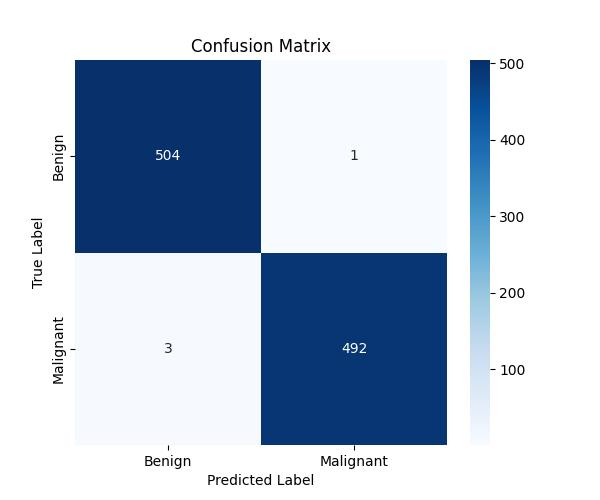 Confusion Matrix
Benign
504
1
Malignant
3
492
True Label
Benign
Malignant
Predicted Label
500
400
300
200
100